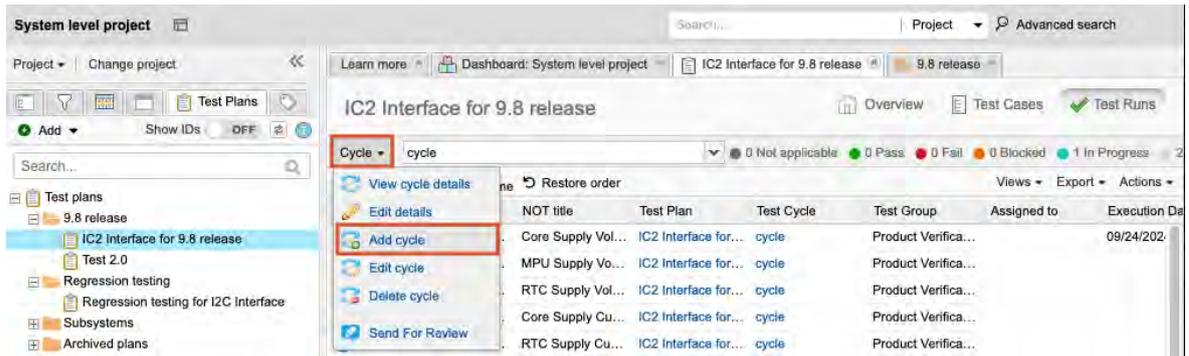 System level project
Search... Project Advanced search
Project Change project
Learn more Dashboard: System level project IC2 Interface for 9.8 release 9.8 release
Test Plans
IC2 Interface for 9.8 release Overview Test Cases Test Runs
Add Show IDs OFF
Cycle cycle 0 Not applicable 0 Pass 0 Fail 0 Blocked 1 In Progress 2
Search...
View cycle details ne Restore order Views Export Actions
Test plans
9.8 release
Edit details NOT title Test Plan Test Cycle Test Group Assigned to Execution Da
IC2 Interface for 9.8 release
Add cycle . Core Supply Vol... IC2 Interface for... cycle Product Verifica... 09/24/202
Test 2.0
Edit cycle . MPU Supply Vo... IC2 Interface for... cycle Product Verifica...
Regression testing
Delete cycle . RTC Supply Vol... IC2 Interface for... cycle Product Verifica...
Regression testing for I2C Interface
. Core Supply Cu... IC2 Interface for... cycle Product Verifica...
Subsystems
Send For Review
Archived plans
. RTC Supply Cu... IC2 Interface for... cycle Product Verifica...